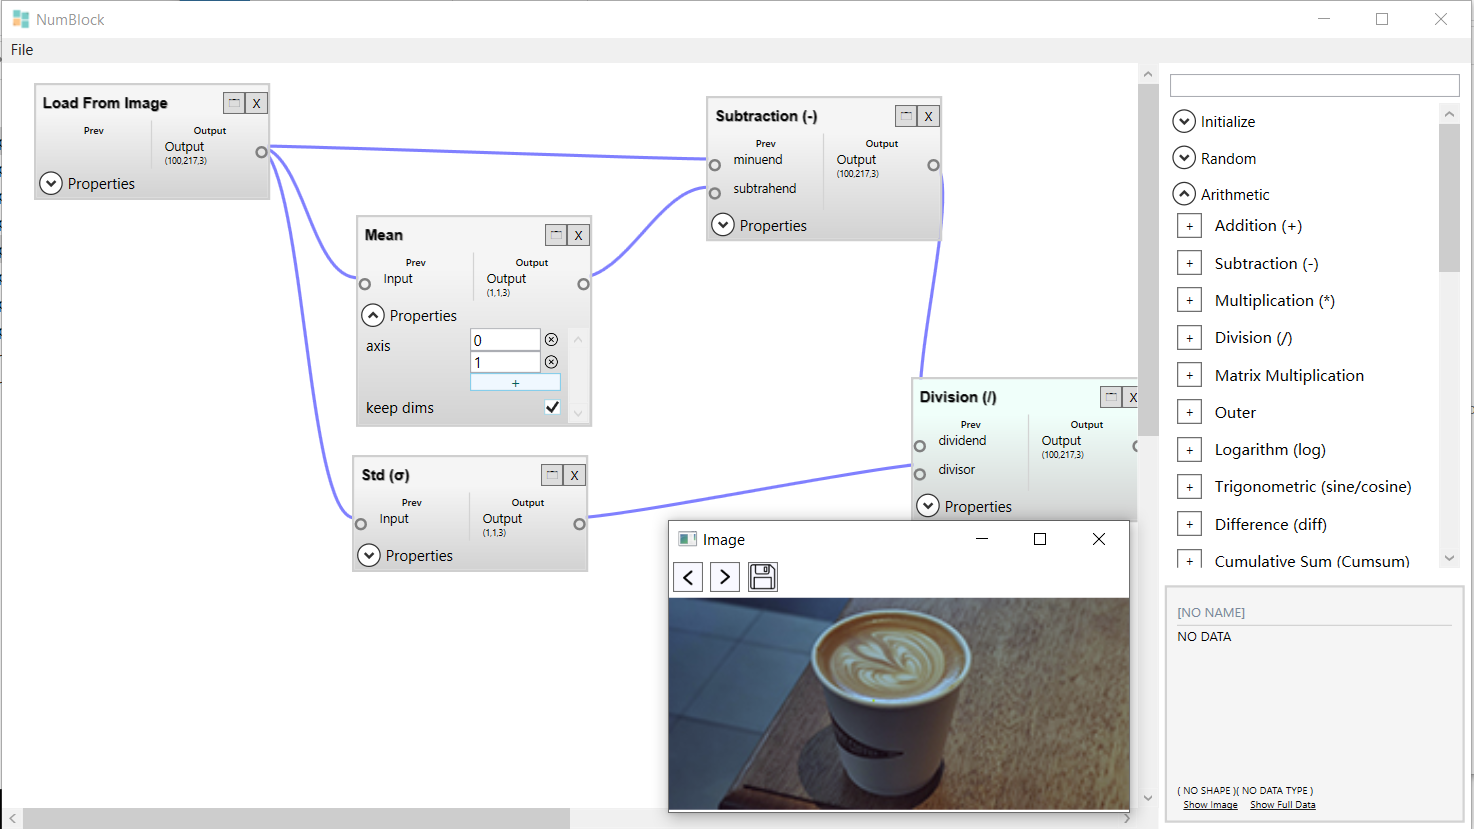 NumBlock
File
Load From Image
X
Prev
Output
Output
(100,217,3)
Properties
Mean
X
Prev
Output
Input
Output
(1,1,3)
Properties
axis
0
1
+
keep dims
Std (σ)
X
Prev
Output
Input
Output
(1,1,3)
Properties
Subtraction (-)
X
Prev
Output
minuend
Output
(100,217,3)
subtrahend
Properties
Division (/)
X
Prev
Output
dividend
Output
(100,217,3)
divisor
Properties
Image
Initialize
Random
Arithmetic
+ Addition (+)
+ Subtraction (-)
+ Multiplication (*)
+ Division (/)
+ Matrix Multiplication
+ Outer
+ Logarithm (log)
+ Trigonometric (sine/cosine)
+ Difference (diff)
+ Cumulative Sum (Cumsum)
[NO NAME]
NO DATA
( NO SHAPE )( NO DATA TYPE )
Show Image Show Full Data